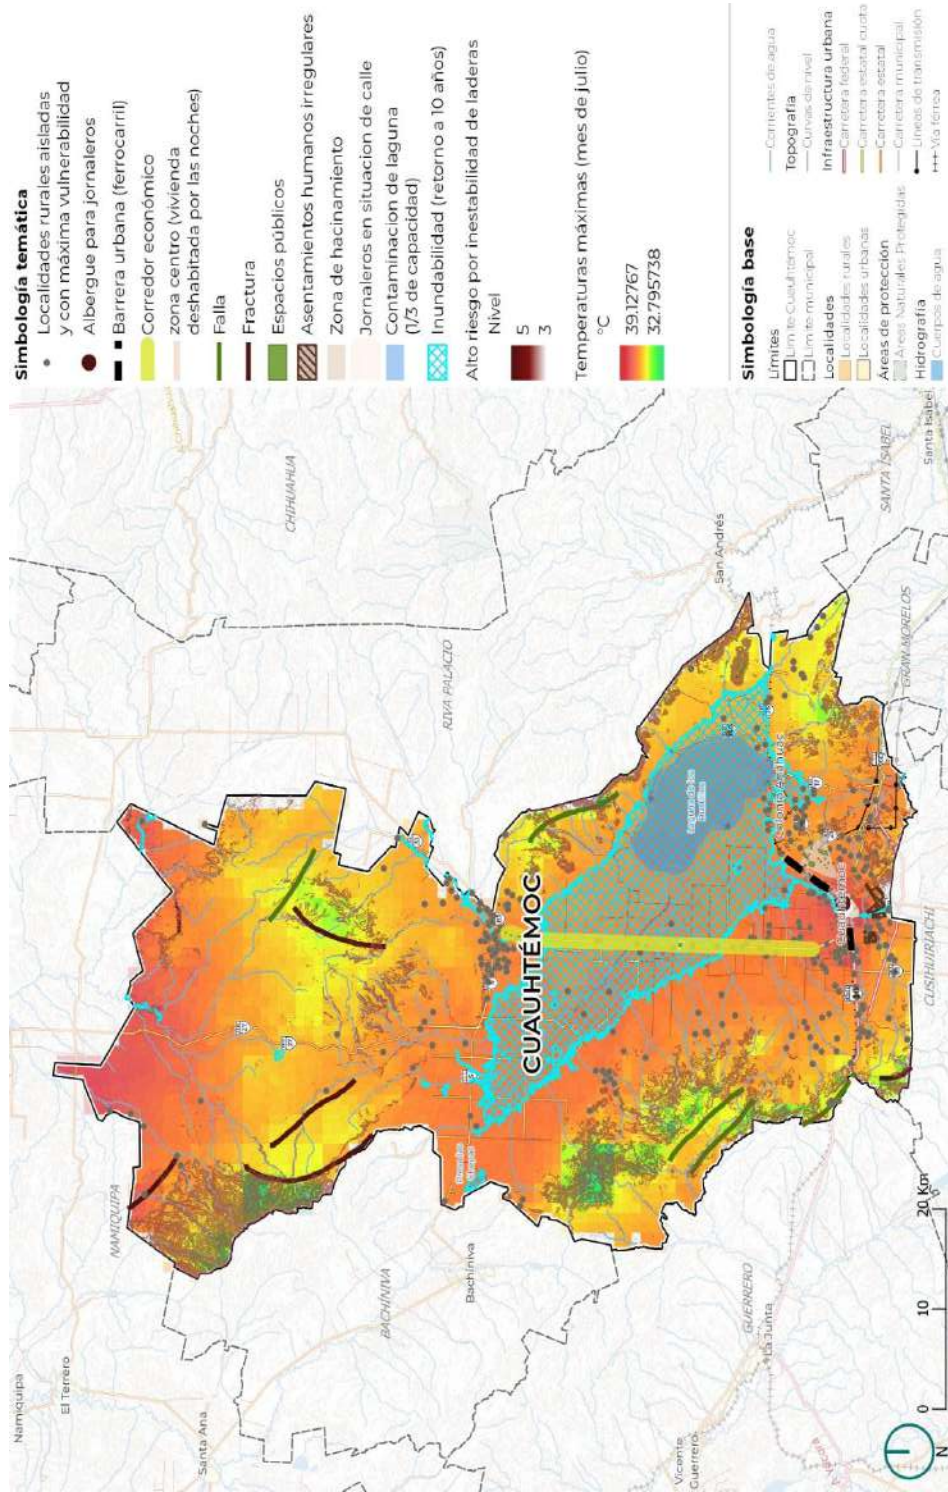 Simbología temática
Localidades rurales aisladas
y con máxima vulnerabilidad
Albergue para jornaleros
Barrera urbana (ferrocarril)
Corredor económico
zona centro (vivienda
deshabitada por las noches)
Falla
Fractura
Espacios públicos
Asentamientos humanos irregulares
Zona de hacinamiento
Jornaleros en situacion de calle
Contaminacion de laguna
(1/3 de capacidad)
Inundabilidad (retorno a 10 años)
Alto riesgo por inestabilidad de laderas
Nivel
5
3
Temperaturas máximas (mes de julio)
°C
39.12767
32.795738
Simbología base
Límites
Límite Cuauhtemoc
Límite municipal
Localidades
Localidades rurales
Localidades urbanas
Áreas de protección
Áreas Naturales Protegidas
Hidrografía
Cuerpos de agua
Corrientes de agua
Topografía
Curvas de nivel
Infraestructura urbana
Carretera federal
Carretera estatal cuota
Carretera estatal
Carretera municipal
Líneas de transmisión
Vía férrea
Namiquipa
El Terrero
NAMIQUIPA
CHIHUAHUA
Santa Ana
BACHÍNIVA
Bachíniva
RIVA PALACIO
CUAUHTÉMOC
San Andrés
Laguna de los
Cuauhtémoc
Vicente
Guerrero
GUERRERO
La Junta
CUSIHUIRIACHI
GRAN MORELOS
SANTA ISABEL
Santa Isabel
N
0
10
20 Km